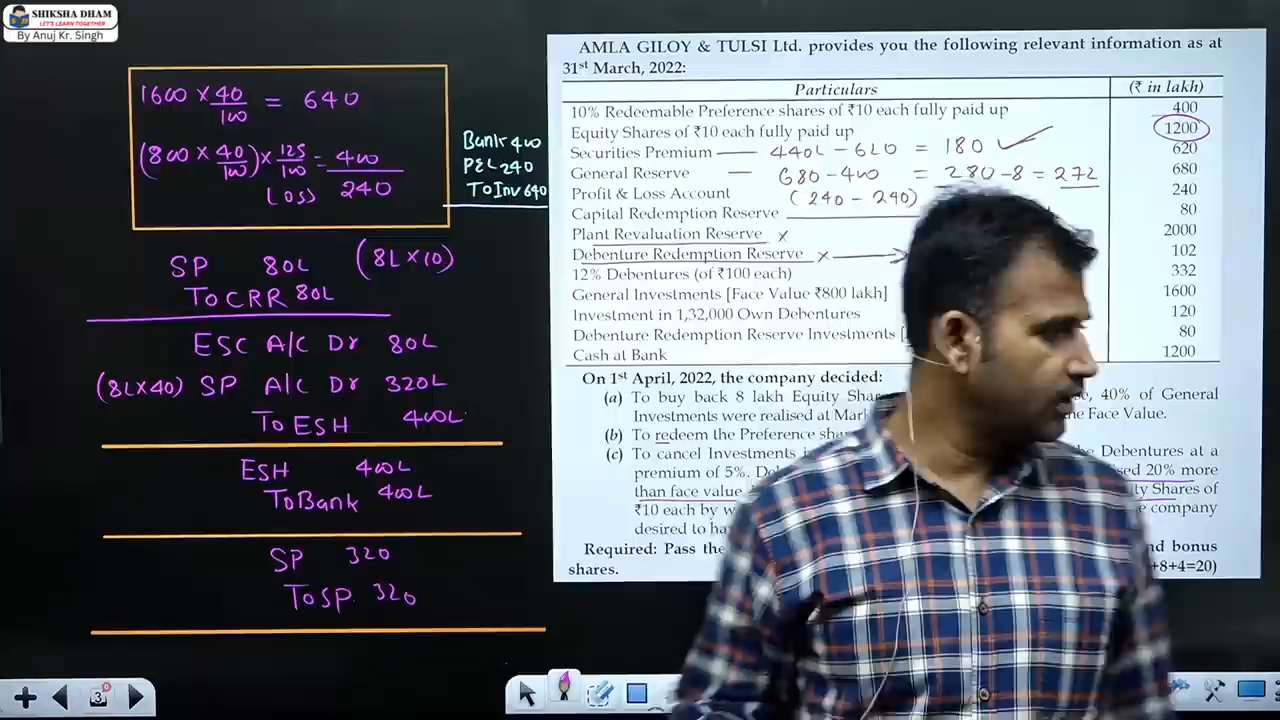 SHIKSHA DHAM
LET'S LEARN TOGETHER
By Anuj Kr. Singh
1600 × 40/100 = 640
(800 × 40/100) × 125/100 = 400
Loss 240
Bank 400
P&L 240
To Inv 640
SP 80L (8L×10)
To CRR 80L
ESC A/C Dr 80L
(8L×40) SP A/C Dr 320L
To ESH 400L
ESH 400L
To Bank 400L
SP 320
To SP 320
3
AMLA GILOY & TULSI Ltd. provides you the following relevant information as at
31st March, 2022:
Particulars (₹ in lakh)
10% Redeemable Preference shares of ₹10 each fully paid up 400
Equity Shares of ₹10 each fully paid up 1200
Securities Premium — 440L - 620 = 180 ✓ 620
General Reserve — 680 - 400 = 280 - 8 = 272 680
Profit & Loss Account (240 - 240) 240
Capital Redemption Reserve 80
Plant Revaluation Reserve × 2000
Debenture Redemption Reserve × 102
12% Debentures (of ₹100 each) 332
General Investments [Face Value ₹800 lakh] 1600
Investment in 1,32,000 Own Debentures 120
Debenture Redemption Reserve Investments [ 80
Cash at Bank 1200
On 1st April, 2022, the company decided:
(a) To buy back 8 lakh Equity 40% of General
Investments were realised at the Face Value.
(b) To redeem the Preference
(c) To cancel Investments Debentures at a
premium of 5%. 20% more
than face value Shares of
₹10 each by company
desired to
Required: Pass the bonus
shares. +8+4=20)